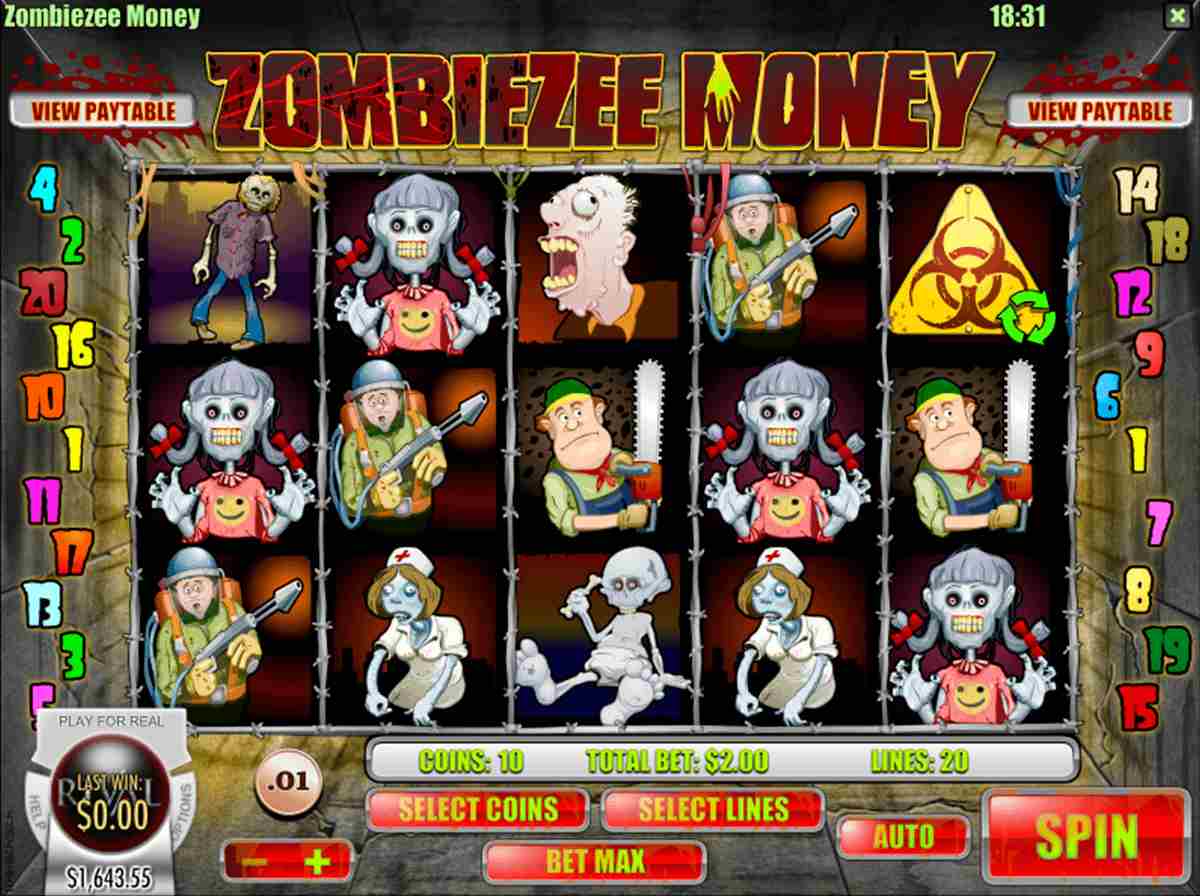 Zombiezee Money
18:31
x
ZOMBIEZEE MONEY
VIEW PAYTABLE
VIEW PAYTABLE
4
2
20
16
10
1
11
17
13
3
5
14
18
12
9
6
1
7
8
19
15
PLAY FOR REAL
RIVAL
LAST WIN:
$0.00
HELP
OPTIONS
$1,643.55
.01
- +
COINS: 10 TOTAL BET: $2.00 LINES: 20
SELECT COINS
SELECT LINES
BET MAX
AUTO
SPIN